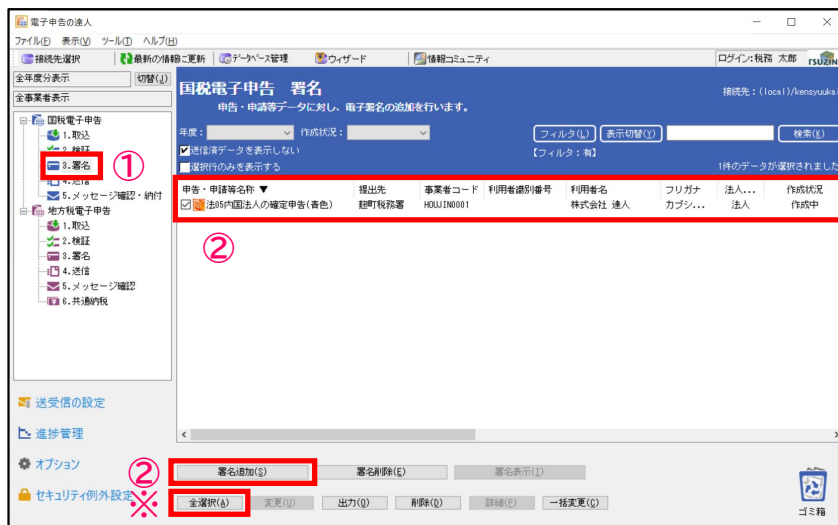 電子申告の達人
ファイル(F) 表示(V) ツール(T) ヘルプ(H)
接続先選択 最新の情報に更新 データベース管理 ウィザード 情報コミュニティ ログイン:税務 太郎 TSUZIN
全年度分表示 切替(J)
全事業者表示
国税電子申告
1.取込
2.検証
3.署名
4.送信
5.メッセージ確認・納付
地方税電子申告
1.取込
2.検証
3.署名
4.送信
5.メッセージ確認
6.共通納税
①
国税電子申告 署名
申告・申請等データに対し、電子署名の追加を行います。
接続先:(local)/kensyuuka
年度: 作成状況: フィルタ(L) 表示切替(Y) 検索(K)
送信済データを表示しない 【フィルタ:有】
選択行のみを表示する 1件のデータが選択されました
申告・申請等名称 ▼ 提出先 事業者コード 利用者識別番号 利用者名 フリガナ 法人... 作成状況
法05内国法人の確定申告(青色) 麹町税務署 HOUJIN0001 株式会社 達人 カブシ... 法人 作成中
②
送受信の設定
進捗管理
オプション
セキュリティ例外設定
②
署名追加(S) 署名削除(E) 署名表示(I)
※
全選択(A) 変更(U) 出力(O) 削除(D) 詳細(P) 一括変更(C)
ゴミ箱